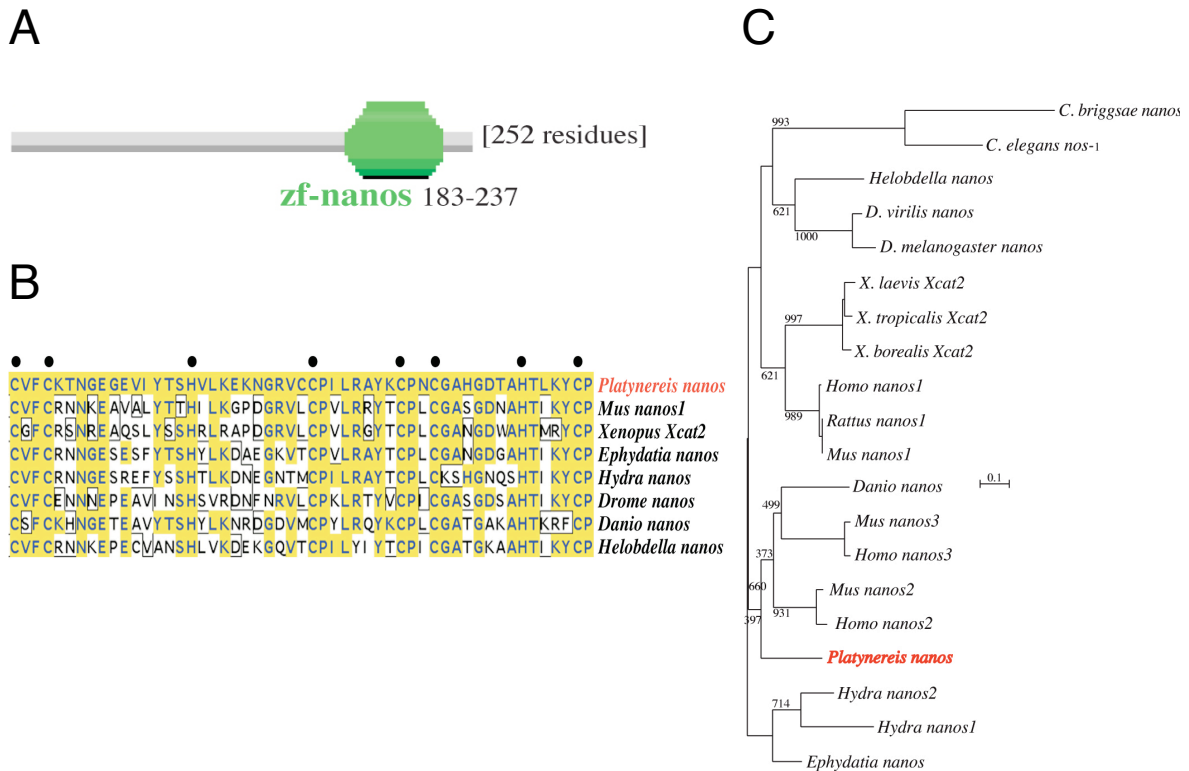 A
[252 residues]
zf-nanos 183-237
B
CVFCKTNGEGEVIYTSHVLKEKNGRVCCPILRAYKCPNCGAHGDTAHTLKYCP Platynereis nanos
CVFCRNNKEAVALYTTHILKGPDGRVLCPVLRRYTCPLCGASGDNAHTIKYCP Mus nanos1
CGFCRSNREAQSLYSSHRLRAPDGRVLCPVLRGYTCPLCGANGDWAHTMRYCP Xenopus Xcat2
CVFCRNNGESESFYTSHYLKDAEGKVTCPVLRAYTCPLCGANGDGAHTIKYCP Ephydatia nanos
CVFCRNNGESREFYSSHTLKDNEGNTMCPILRAYTCPLCKSHGNQSHTIKYCP Hydra nanos
CVFCENNNEPEAVINSHSVRDNFNRVLCPKLRTYVCPICGASGDSAHTIKYCP Drome nanos
CSFCKHNGETEAVYTSHYLKNRDGDVMCPYLRQYKCPLCGATGAKAHTKRFCP Danio nanos
CVFCRNNKEPECVANSHLVKDEKGQVTCPILYIYTCPICGATGKAAHTIKYCP Helobdella nanos
C
C. briggsae nanos
993
C. elegans nos-1
Helobdella nanos
621
D. virilis nanos
1000
D. melanogaster nanos
X. laevis Xcat2
997
X. tropicalis Xcat2
X. borealis Xcat2
621
Homo nanos1
989
Rattus nanos1
Mus nanos1
0.1
Danio nanos
499
Mus nanos3
373
Homo nanos3
660
Mus nanos2
931
397
Homo nanos2
Platynereis nanos
Hydra nanos2
714
Hydra nanos1
Ephydatia nanos